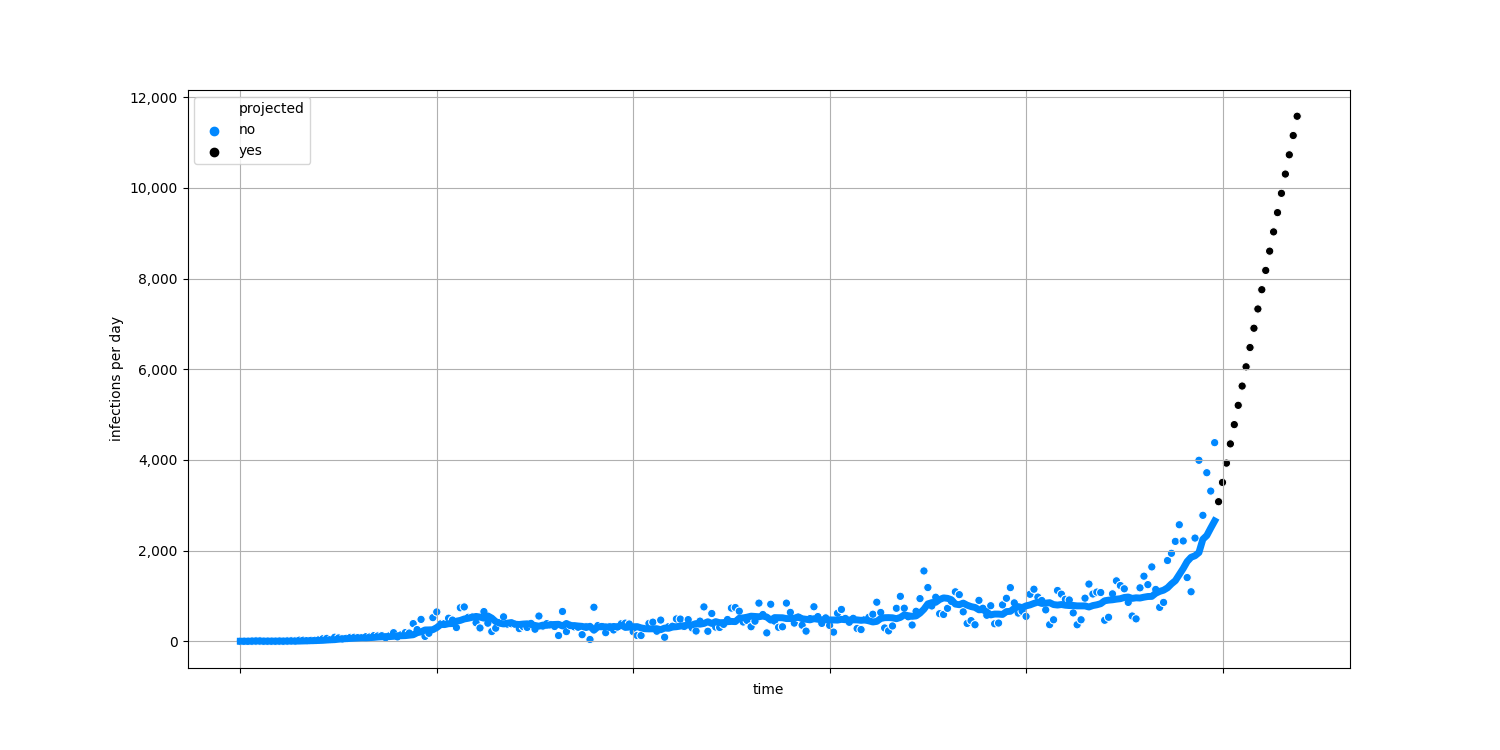 12,000
projected
no
yes
10,000
8,000
6,000
4,000
2,000
0
infections per day
time